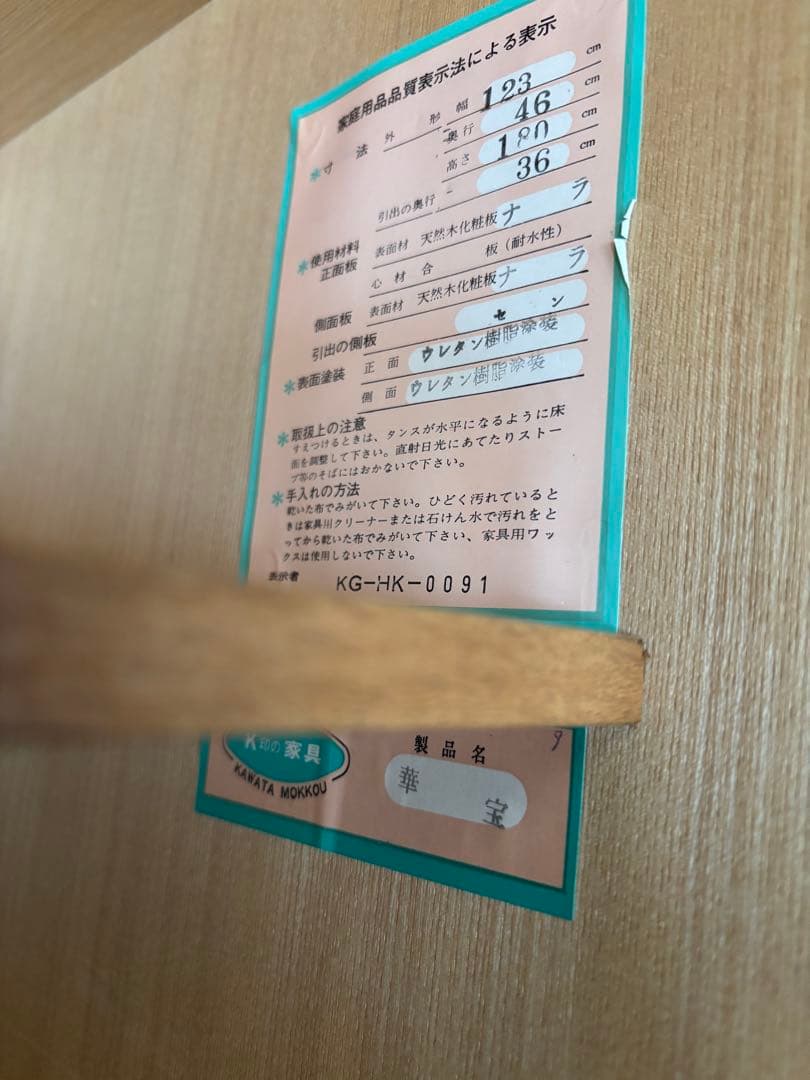 家庭用品品質表示法による表示
＊寸法 外形 幅 123 cm
奥行 46 cm
高さ 180 cm
引出の奥行 36 cm
＊使用材料
正面板 表面材 天然木化粧板 ナラ
心材 合板(耐水性)
側面板 表面材 天然木化粧板 ナラ
引出の側板 セン
＊表面塗装 正面 ウレタン樹脂塗装
側面 ウレタン樹脂塗装
＊取扱上の注意
すえつけるときは、タンスが水平になるように床
面を調整して下さい。直射日光にあてたりストー
ブ等のそばにはおかないで下さい。
＊手入れの方法
乾いた布でみがいて下さい。ひどく汚れていると
きは家具用クリーナーまたは石けん水で汚れをと
ってから乾いた布でみがいて下さい、家具用ワッ
クスは使用しないで下さい。
表示者 KG-HK-0091
K印の家具
KAWATA MOKKOU
製品名
華宝
9